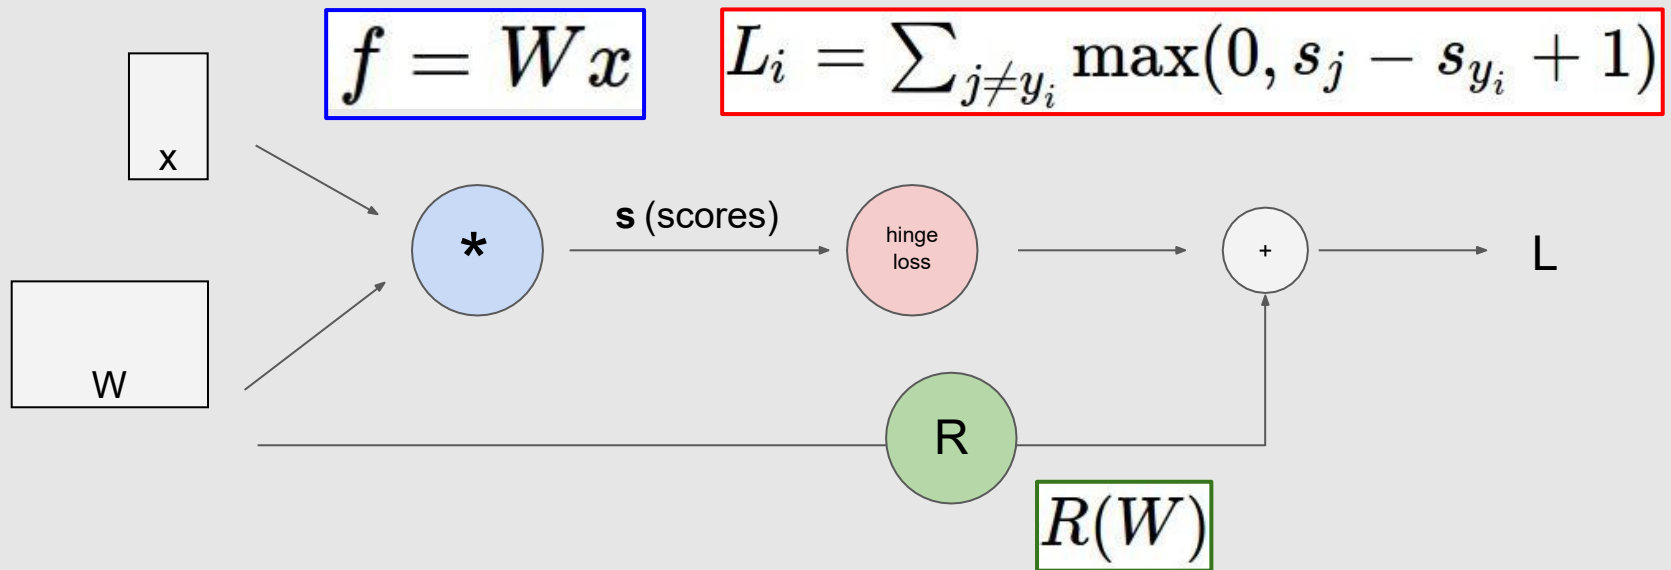 f = Wx
L_i = ∑_{j≠y_i} max(0, s_j − s_{y_i} + 1)
x
W
*
s (scores)
hinge
loss
+
L
R
R(W)